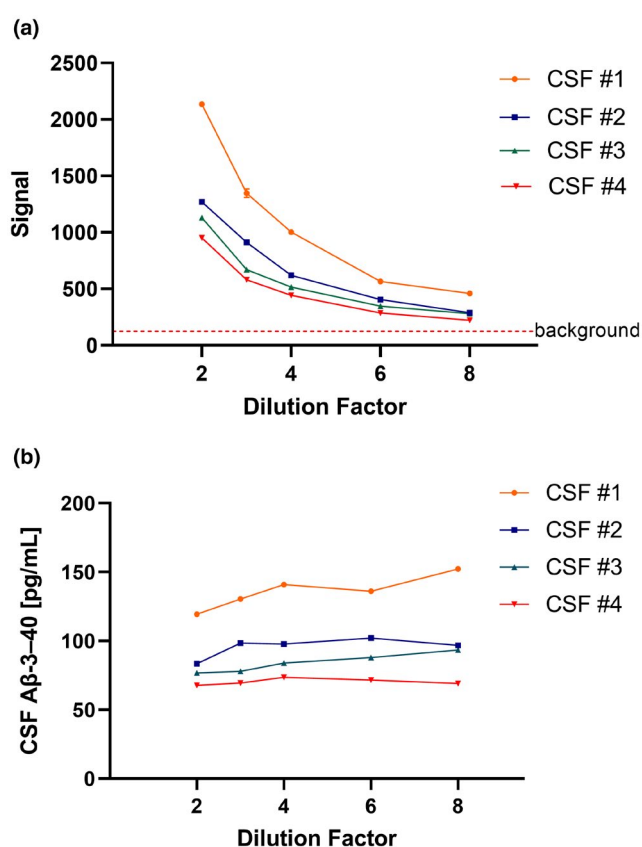 (a)
2500
2000
1500
1000
500
0
Signal
2
4
6
8
Dilution Factor
background
CSF #1
CSF #2
CSF #3
CSF #4
(b)
200
150
100
50
0
CSF Aβ-3–40 [pg/mL]
2
4
6
8
Dilution Factor
CSF #1
CSF #2
CSF #3
CSF #4